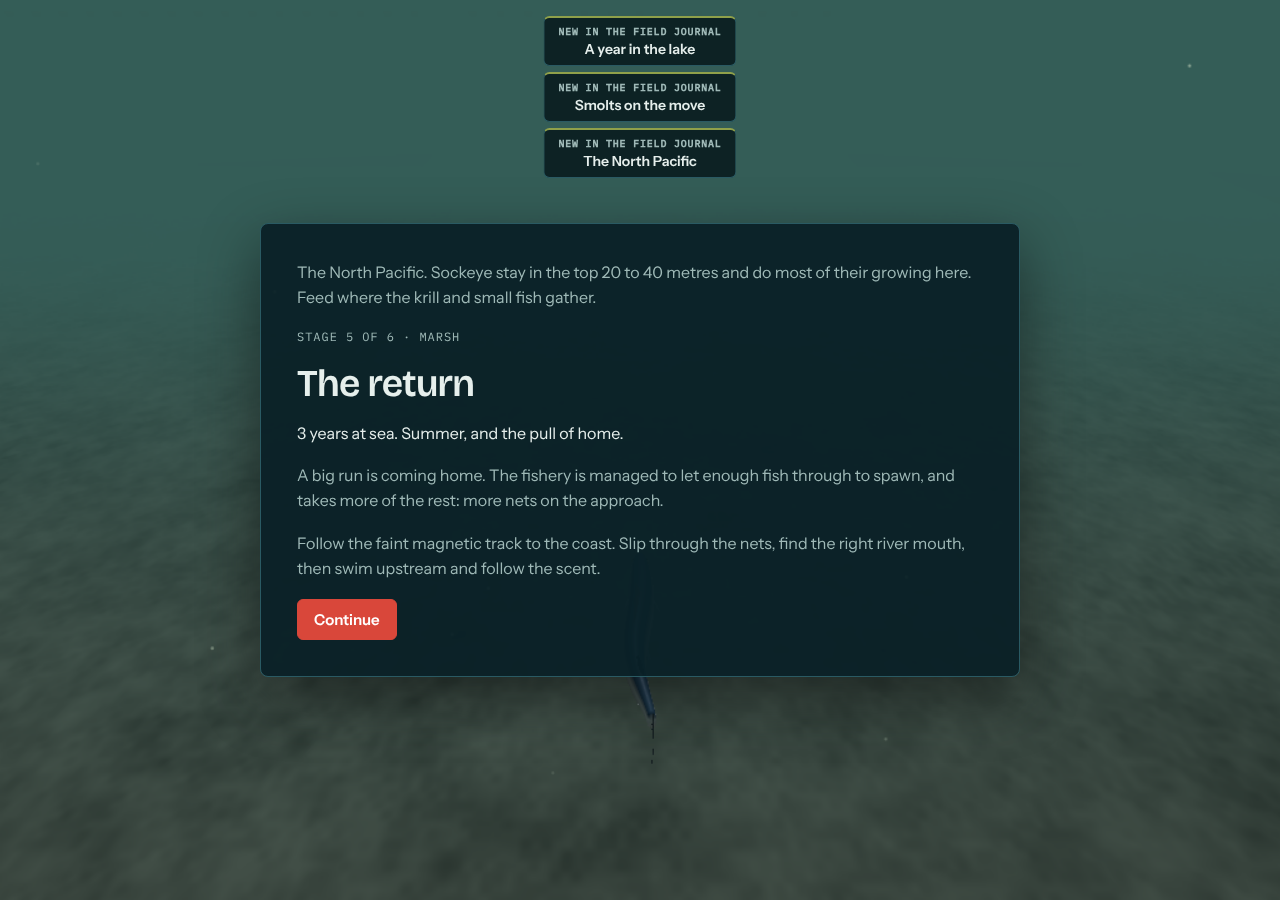 NEW IN THE FIELD JOURNAL
A year in the lake
NEW IN THE FIELD JOURNAL
Smolts on the move
NEW IN THE FIELD JOURNAL
The North Pacific
The North Pacific. Sockeye stay in the top 20 to 40 metres and do most of their growing here.
Feed where the krill and small fish gather.
STAGE 5 OF 6 · MARSH
The return
3 years at sea. Summer, and the pull of home.
A big run is coming home. The fishery is managed to let enough fish through to spawn, and
takes more of the rest: more nets on the approach.
Follow the faint magnetic track to the coast. Slip through the nets, find the right river mouth,
then swim upstream and follow the scent.
Continue